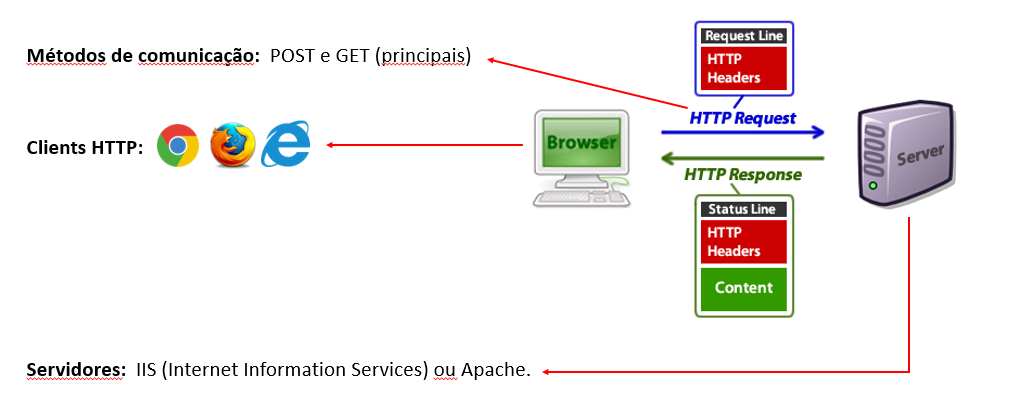 Métodos de comunicação: POST e GET (principais)
Request Line
HTTP
Headers
HTTP Request
Clients HTTP:
Browser
Server
HTTP Response
Status Line
HTTP
Headers
Content
Servidores: IIS (Internet Information Services) ou Apache.